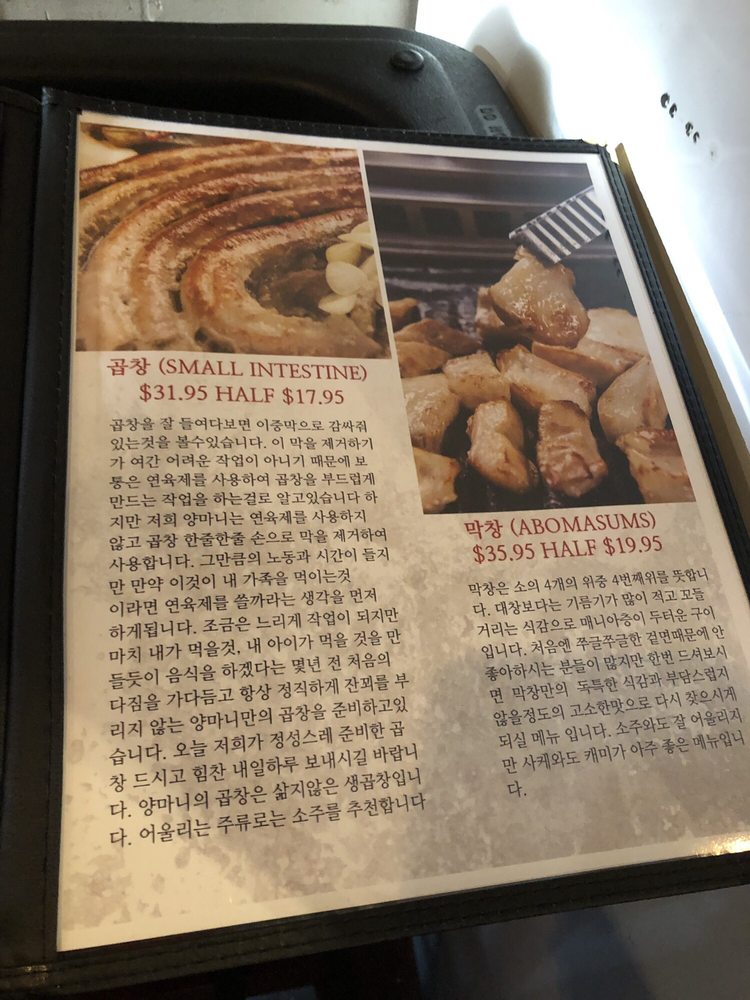 곱창 (SMALL INTESTINE)
$31.95 HALF $17.95
곱창을 잘 들여다보면 이중막으로 감싸줘
있는것을 볼수있습니다. 이 막을 제거하기
가 여간 어려운 작업이 아니기 때문에 보
통은 연육제를 사용하여 곱창을 부드럽게
만드는 작업을 하는걸로 알고있습니다 하
지만 저희 양마니는 연육제를 사용하지
않고 곱창 한줄한줄 손으로 막을 제거하여
사용합니다. 그만큼의 노동과 시간이 들지
만 만약 이것이 내 가족을 먹이는것
이라면 연육제를 쓸까라는 생각을 먼저
하게됩니다. 조금은 느리게 작업이 되지만
마치 내가 먹을것, 내 아이가 먹을 것을 만
들듯이 음식을 하겠다는 몇년 전 처음의
다짐을 가다듬고 항상 정직하게 잔꾀를 부
리지 않는 양마니만의 곱창을 준비하고있
습니다. 오늘 저희가 정성스레 준비한 곱
창 드시고 힘찬 내일하루 보내시길 바랍니
다. 양마니의 곱창은 삶지않은 생곱창입니
다. 어울리는 주류로는 소주를 추천합니다
막창 (ABOMASUMS)
$35.95 HALF $19.95
막창은 소의 4개의 위중 4번째위를 뜻합니
다. 대창보다는 기름기가 많이 적고 꼬들
거리는 식감으로 매니아층이 두터운 구이
입니다. 처음엔 쭈글쭈글한 겉면때문에 안
좋아하시는 분들이 많지만 한번 드셔보시
면 막창만의 독특한 식감과 부담스럽지
않을정도의 고소한맛으로 다시 찾으시게
되실 메뉴 입니다. 소주와도 잘 어울리지
만 사케와도 캐미가 아주 좋은 메뉴입니
다.